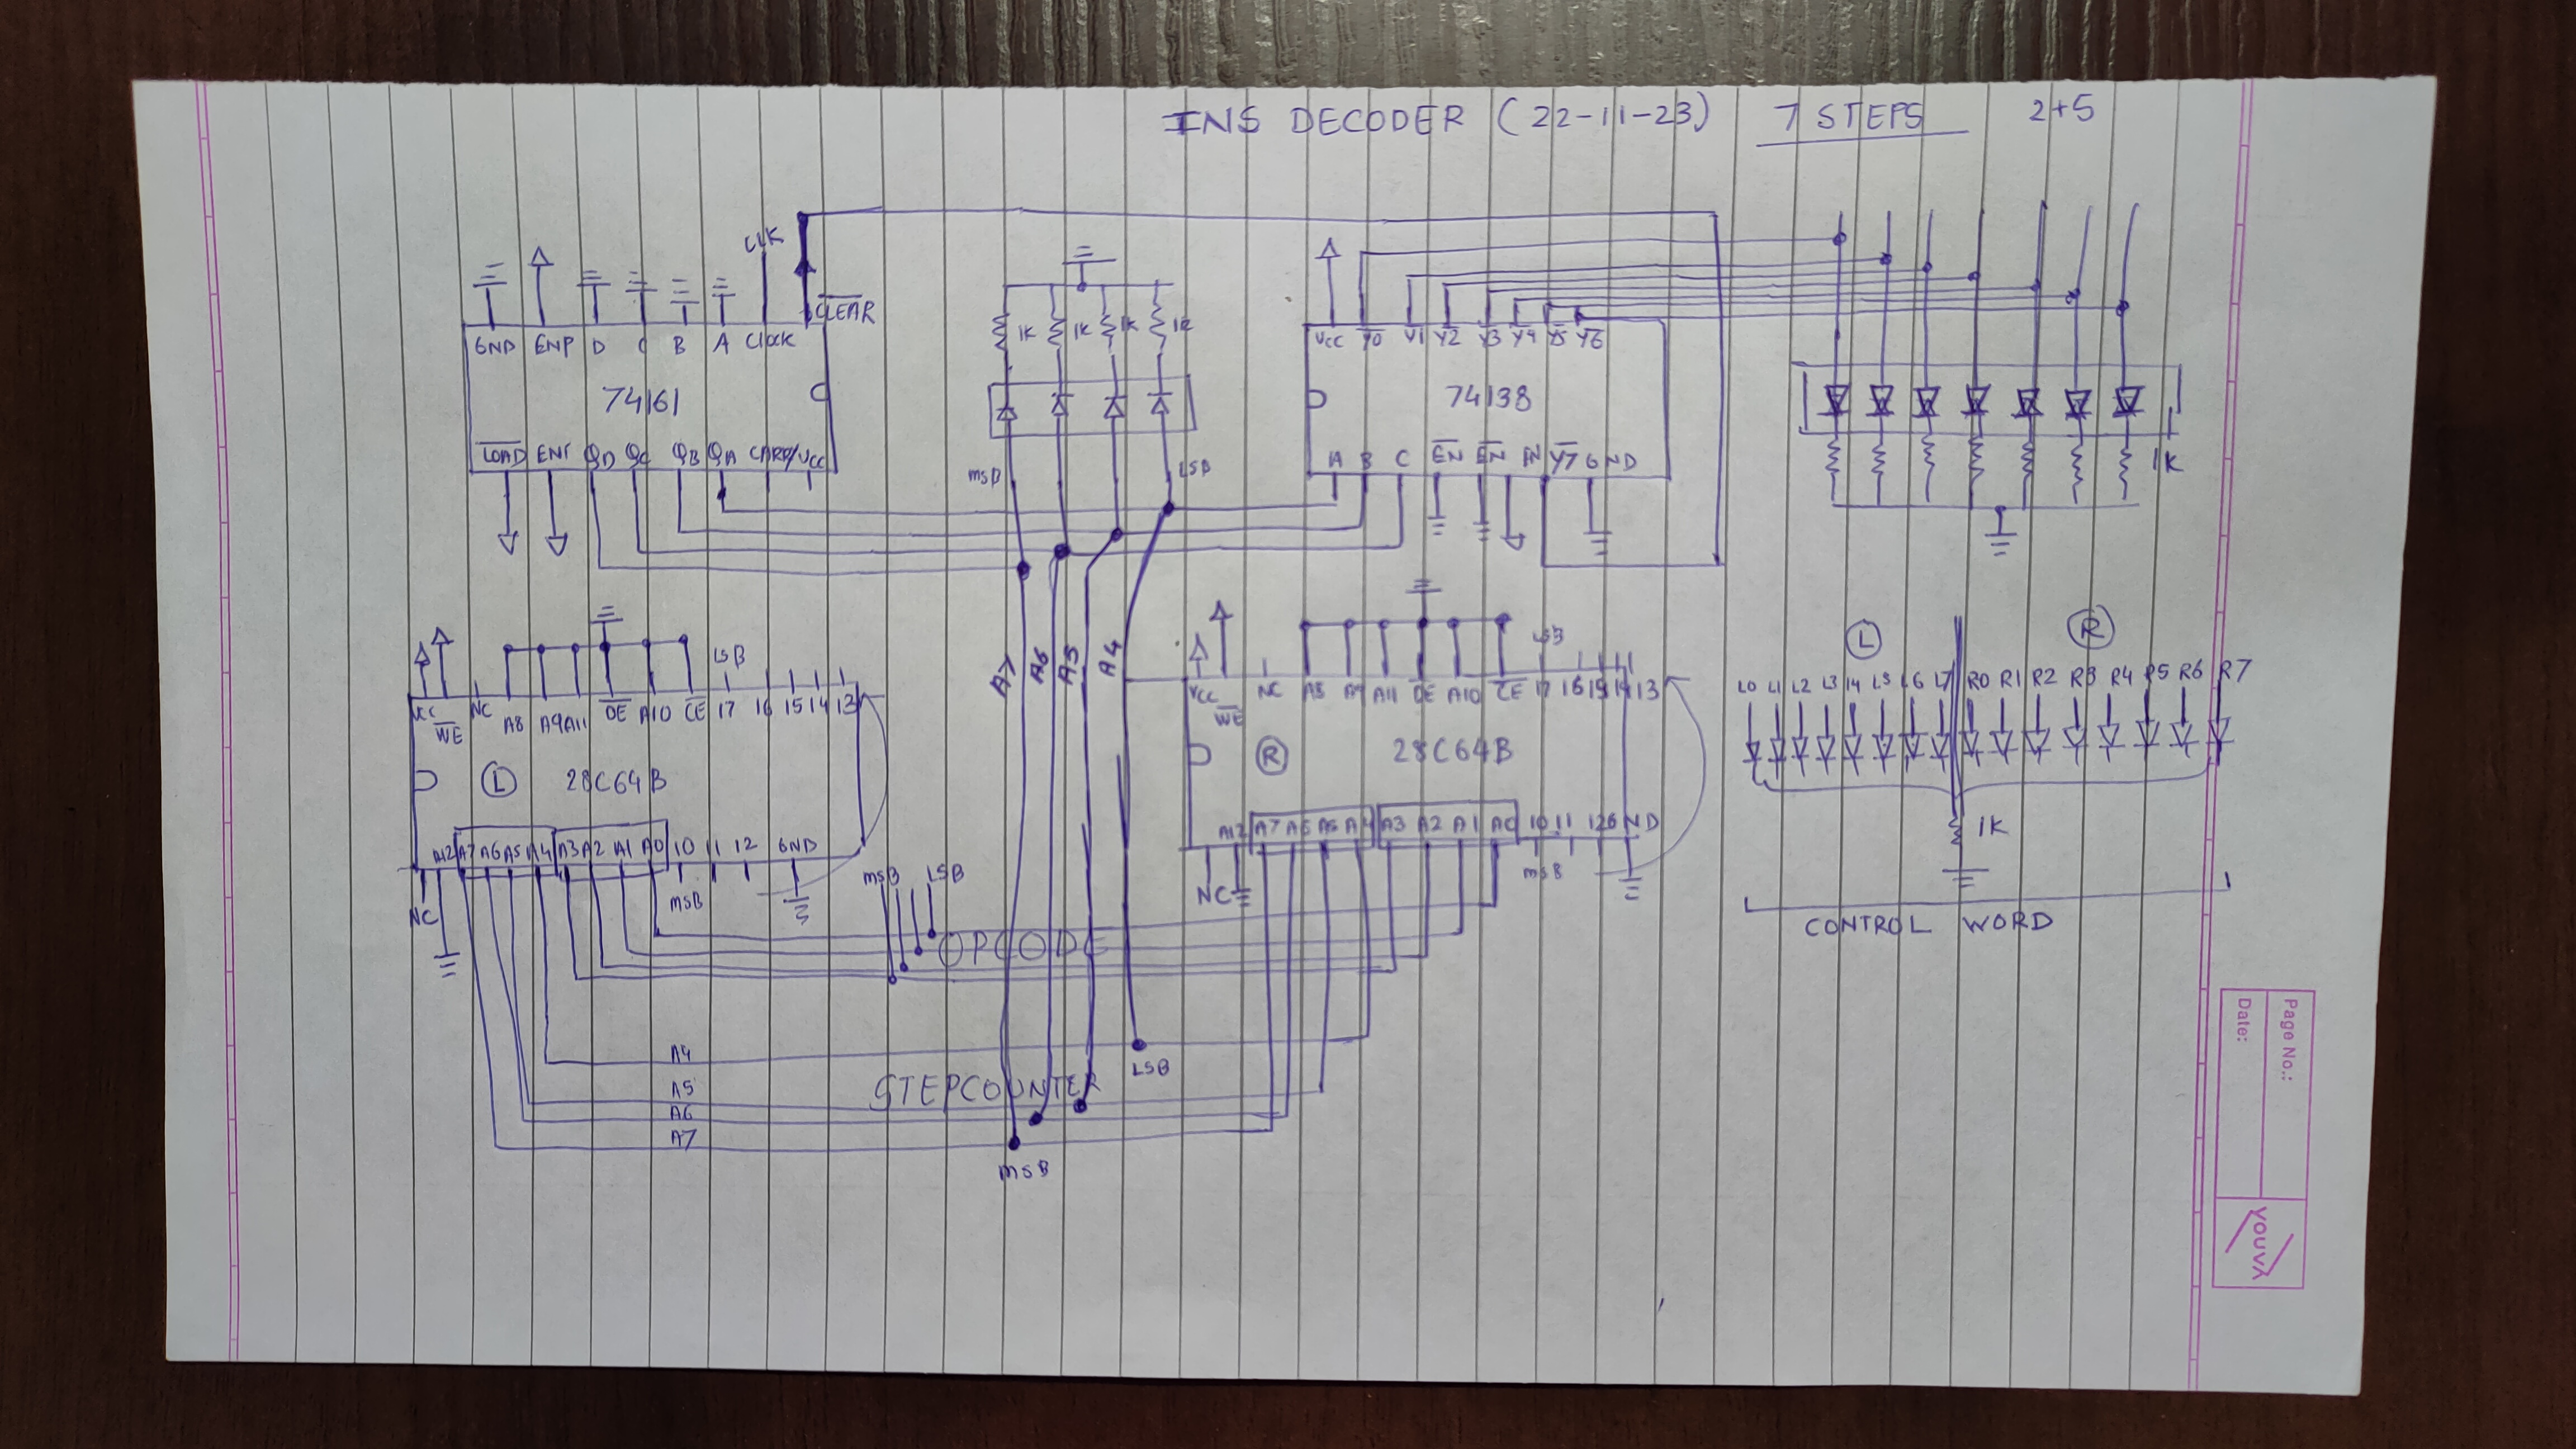 INS DECODER (22-11-23) 7 STEPS 2+5
CLK
CLEAR
GND ENP D C B A Clock
74161
LOAD ENT QD QC QB QA CARRY VCC
1K 1K 1K 1K
MSB LSB
VCC Y0 Y1 Y2 Y3 Y4 Y5 Y6
74138
A B C EN EN EN Y7 GND
1K
LSB
VCC WE NC A8 A9 A11 OE A10 CE 17 16 15 14 13
L 28C64B
A12 A7 A6 A5 A4 A3 A2 A1 A0 10 11 12 GND
NC MSB
A7 A6 A5 A4
LSB
VCC WE NC A8 A9 A11 OE A10 CE 17 16 15 14 13
R 28C64B
A12 A7 A6 A5 A4 A3 A2 A1 A0 10 11 12 GND
NC MSB
MSB LSB
OPCODE
A4
A5
A6
A7
STEPCOUNTER
LSB
MSB
L R
L0 L1 L2 L3 L4 L5 L6 L7 R0 R1 R2 R3 R4 R5 R6 R7
1K
CONTROL WORD
Page No.:
Date:
YOUVA